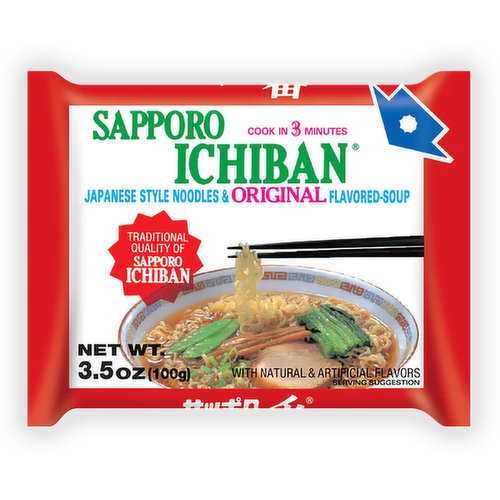 SAPPORO
COOK IN 3 MINUTES
ICHIBAN®
JAPANESE STYLE NOODLES & ORIGINAL FLAVORED-SOUP
TRADITIONAL
QUALITY OF
SAPPORO
ICHIBAN
NET WT.
3.5OZ (100g)
WITH NATURAL & ARTIFICIAL FLAVORS
SERVING SUGGESTION
サッポロ一番®